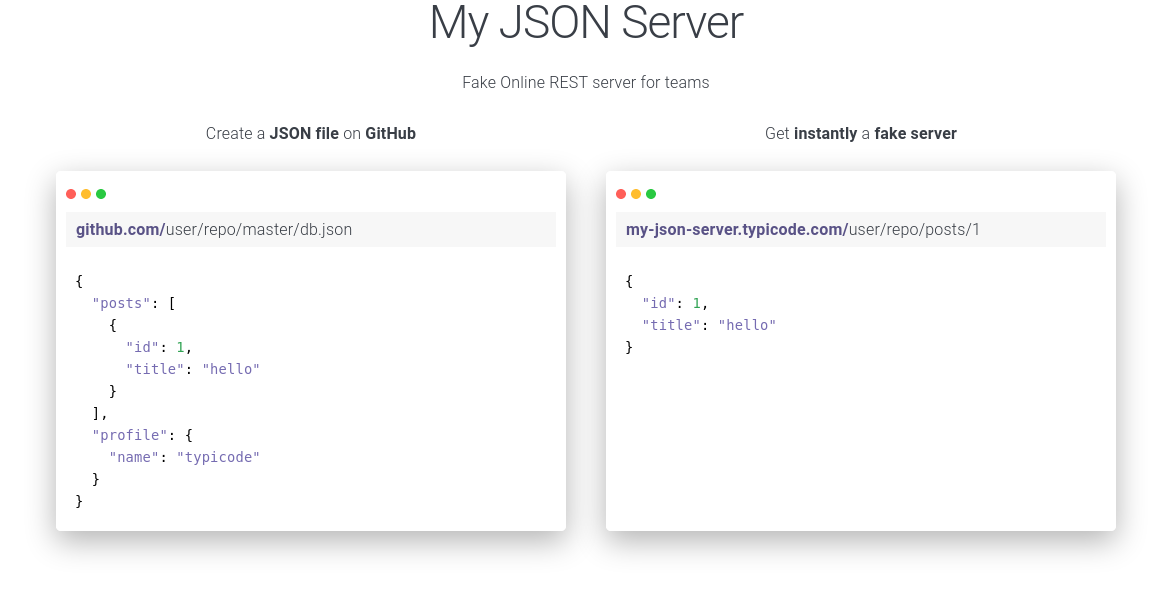 My JSON Server
Fake Online REST server for teams
Create a JSON file on GitHub
github.com/user/repo/master/db.json
{
  "posts": [
    {
      "id": 1,
      "title": "hello"
    }
  ],
  "profile": {
    "name": "typicode"
  }
}
Get instantly a fake server
my-json-server.typicode.com/user/repo/posts/1
{
  "id": 1,
  "title": "hello"
}